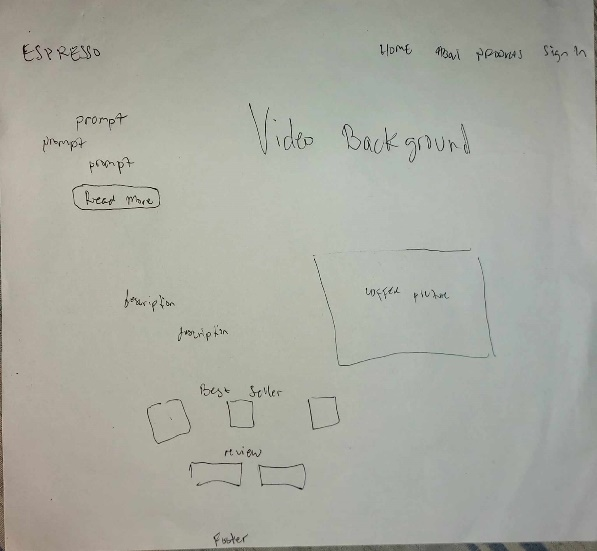 ESPRESSO HOME About PRODUCTS Sign In
prompt
Video Background
prompt
prompt
Read More
coffee picture
description
description
Best Seller
review
Footer